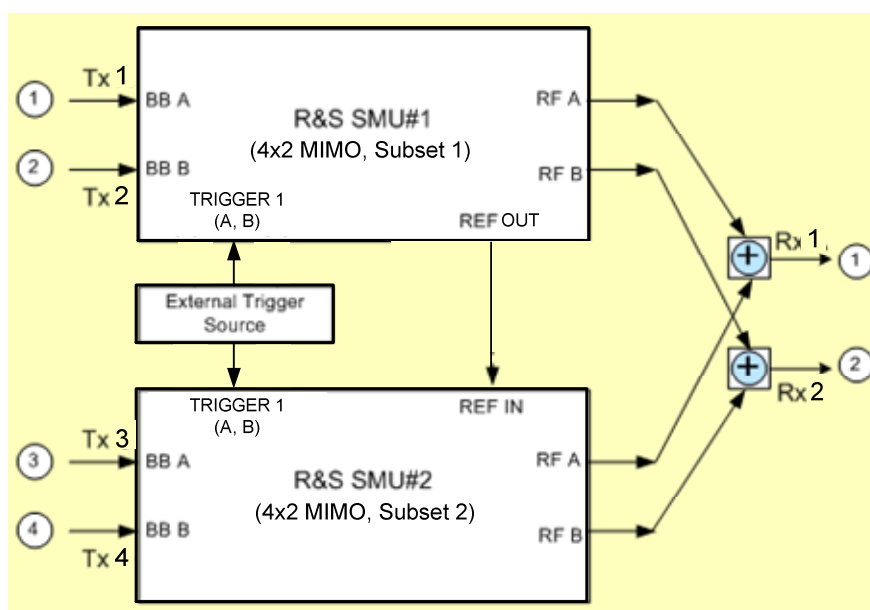 Tx 1
1
BB A
RF A
R&S SMU#1
(4x2 MIMO, Subset 1)
2
BB B
RF B
Tx 2
TRIGGER 1
(A, B)
REF OUT
Rx 1
1
External Trigger
Source
2
Rx 2
TRIGGER 1
(A, B)
REF IN
Tx 3
3
BB A
RF A
R&S SMU#2
(4x2 MIMO, Subset 2)
4
BB B
RF B
Tx 4